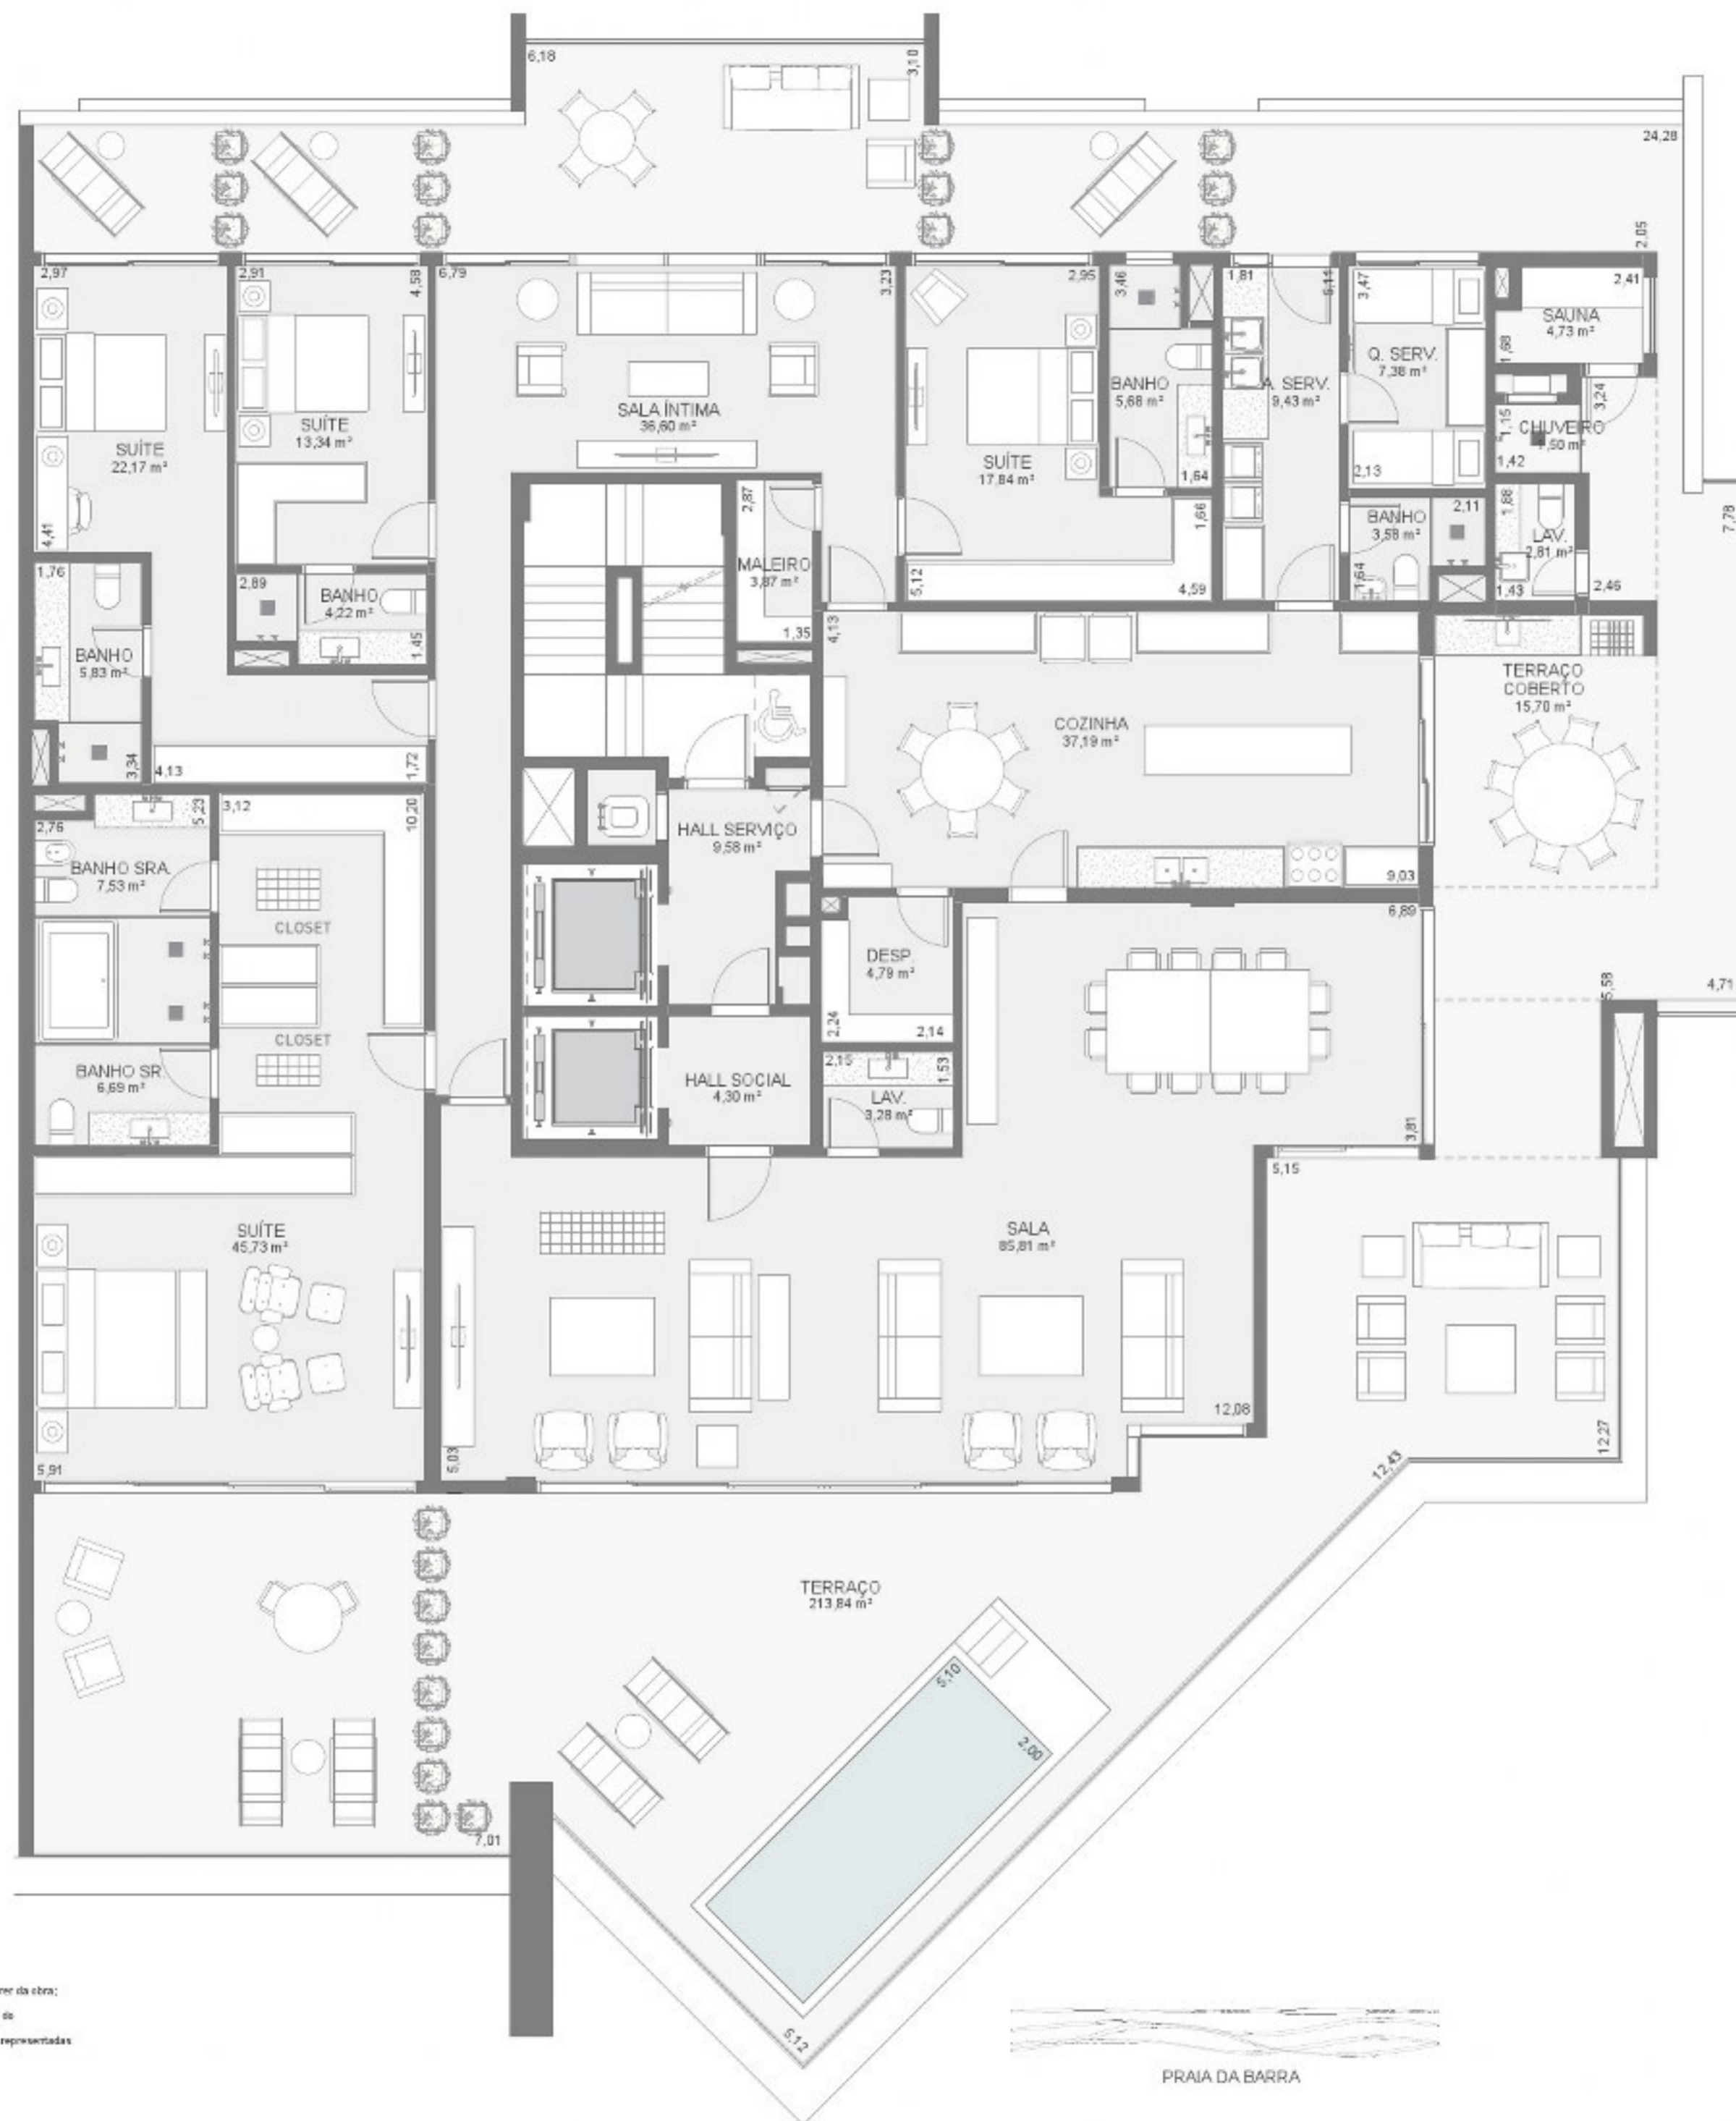 6,18
3,10
24,28
2,05
2,97
2,91
4,58
6,79
3,23
2,95
3,46
1,81
5,11
3,47
2,41
SAUNA
4,73 m²
1,68
Q. SERV.
7,38 m²
A. SERV.
9,43 m²
BANHO
5,68 m²
SALA ÍNTIMA
36,60 m²
SUÍTE
13,34 m²
SUÍTE
22,17 m²
SUÍTE
17,84 m²
3,24
1,15
CHUVEIRO
1,50 m²
1,42
2,13
1,64
4,41
2,87
1,66
2,11
1,88
7,78
BANHO
3,58 m²
LAV.
2,81 m²
MALEIRO
3,87 m²
1,76
2,89
BANHO
4,22 m²
5,12
4,59
1,64
1,43
2,46
1,45
1,35
4,13
BANHO
5,83 m²
TERRAÇO
COBERTO
15,70 m²
COZINHA
37,19 m²
3,34
4,13
1,72
5,23
3,12
10,20
2,76
HALL SERVIÇO
9,58 m²
BANHO SRA.
7,53 m²
9,03
6,89
CLOSET
DESP.
4,79 m²
5,58
4,71
2,24
2,14
CLOSET
2,15
1,53
BANHO SR.
6,69 m²
HALL SOCIAL
4,30 m²
LAV.
3,28 m²
3,81
5,15
SUÍTE
45,73 m²
SALA
85,81 m²
12,08
5,03
5,91
12,43
12,27
TERRAÇO
213,84 m²
5,10
2,00
7,01
rer da obra;
do
representadas
5,12
PRAIA DA BARRA